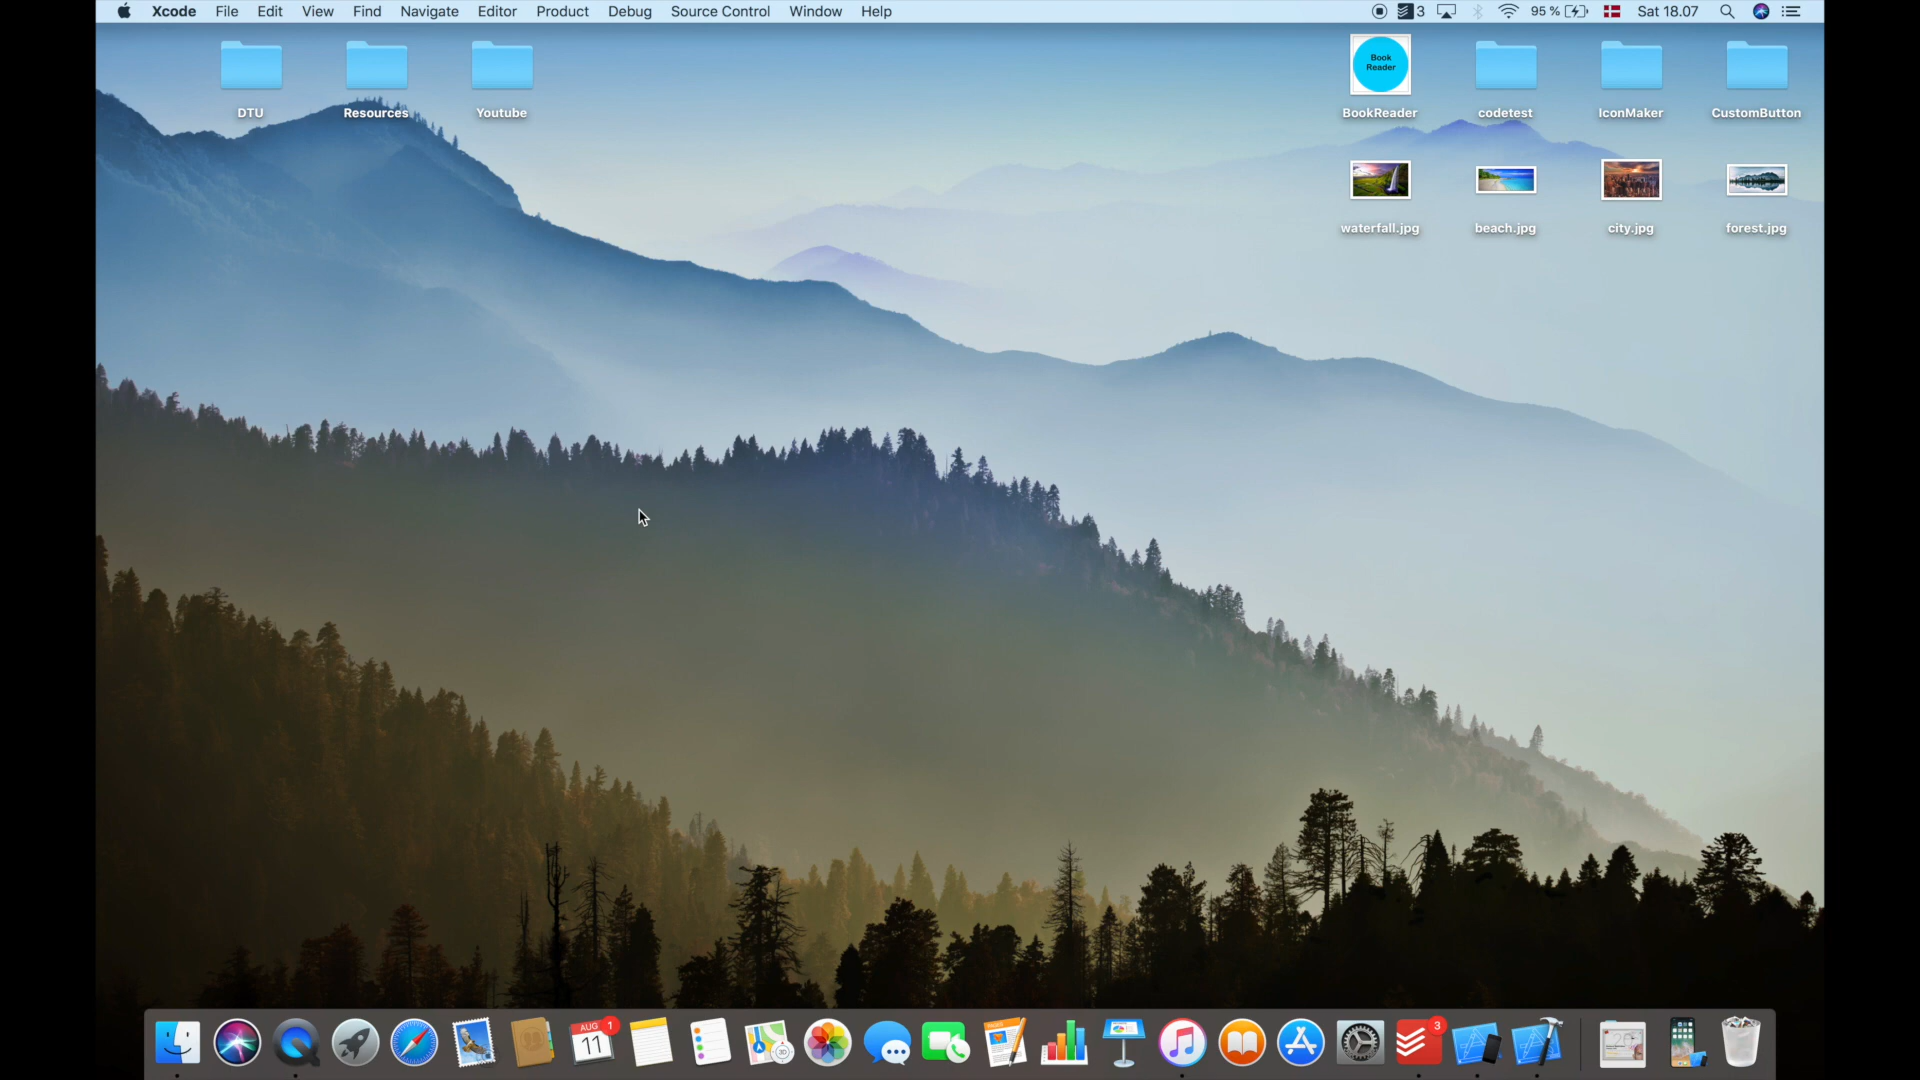 Xcode File Edit View Find Navigate Editor Product Debug Source Control Window Help 3 95 % Sat 18.07
DTU Resources Youtube
Book
Reader
BookReader codetest IconMaker CustomButton
waterfall.jpg beach.jpg city.jpg forest.jpg
AUG 1
11
3